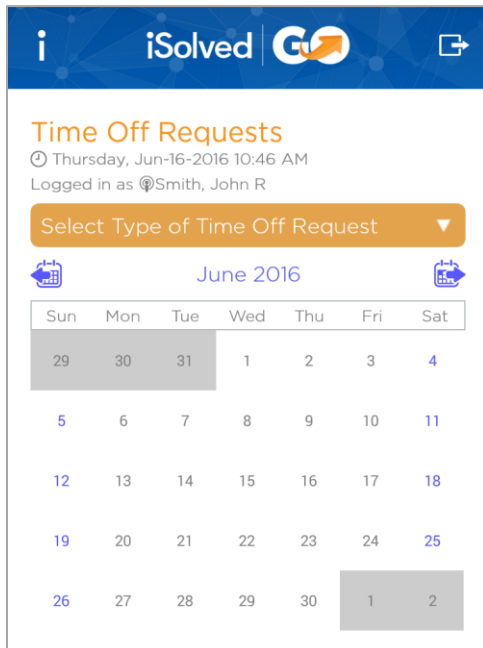 i iSolved GO
Time Off Requests
Thursday, Jun-16-2016 10:46 AM
Logged in as Smith, John R
Select Type of Time Off Request
June 2016
Sun Mon Tue Wed Thu Fri Sat
29 30 31 1 2 3 4
5 6 7 8 9 10 11
12 13 14 15 16 17 18
19 20 21 22 23 24 25
26 27 28 29 30 1 2